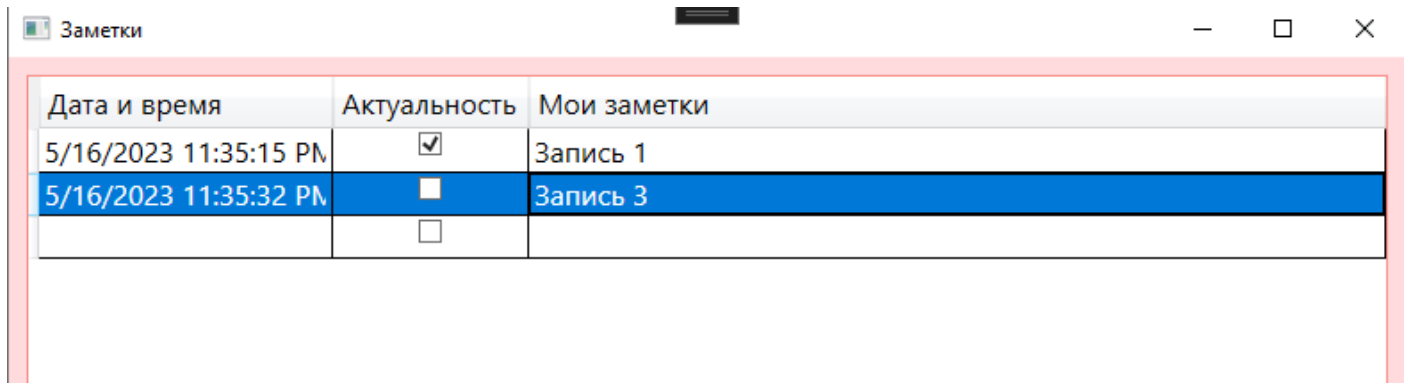 Заметки
Дата и время Актуальность Мои заметки
5/16/2023 11:35:15 PM Запись 1
5/16/2023 11:35:32 PM Запись 3